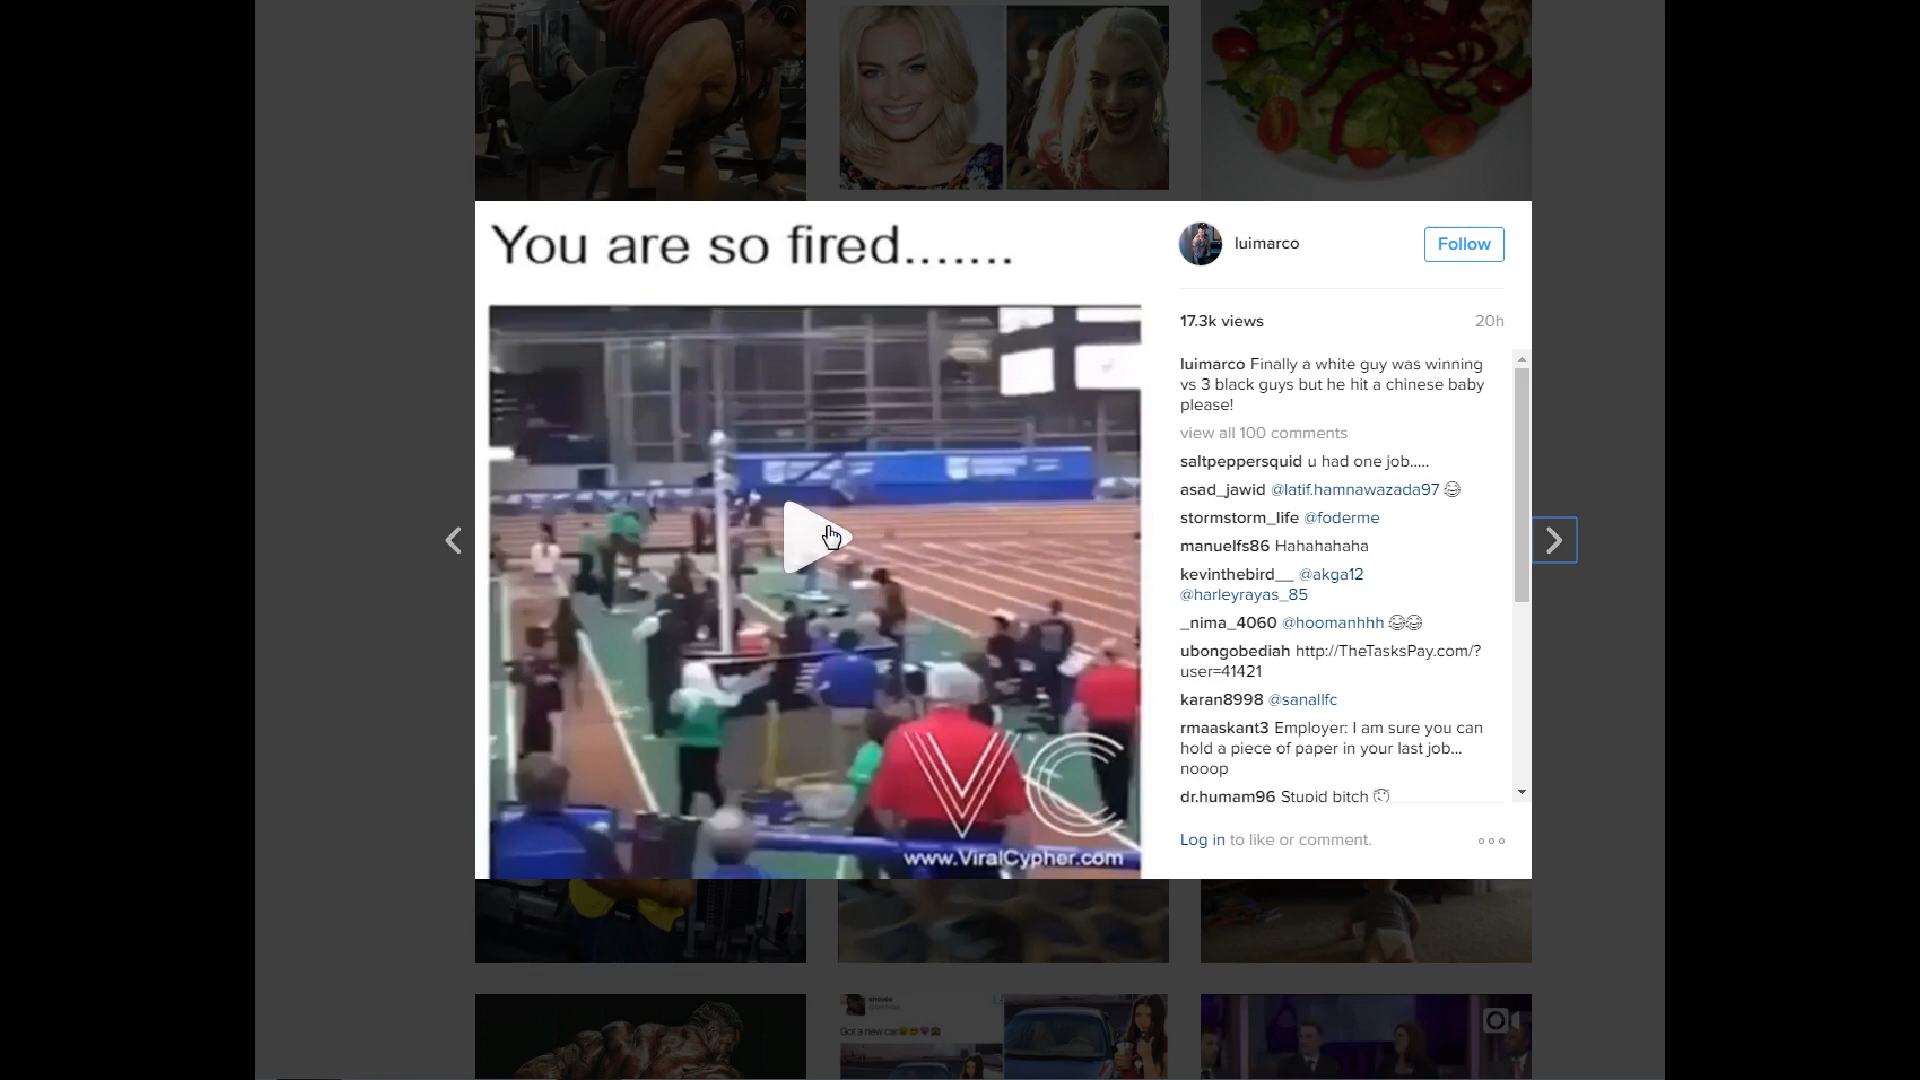 You are so fired.......
www.ViralCypher.com
VC
luimarco
Follow
17.3k views
20h
luimarco Finally a white guy was winning
vs 3 black guys but he hit a chinese baby
please!
view all 100 comments
saltpeppersquid u had one job.....
asad_jawid @latif.hamnawazada97 😂
stormstorm_life @foderme
manuelfs86 Hahahahaha
kevinthebird__ @akga12
@harleyrayas_85
_nima_4060 @hoomanhhh 😂😂
ubongobediah http://TheTasksPay.com/?
user=41421
karan8998 @sanallfc
rmaaskant3 Employer: I am sure you can
hold a piece of paper in your last job...
nooop
dr.humam96 Stupid bitch
Log in to like or comment.
Got a new car